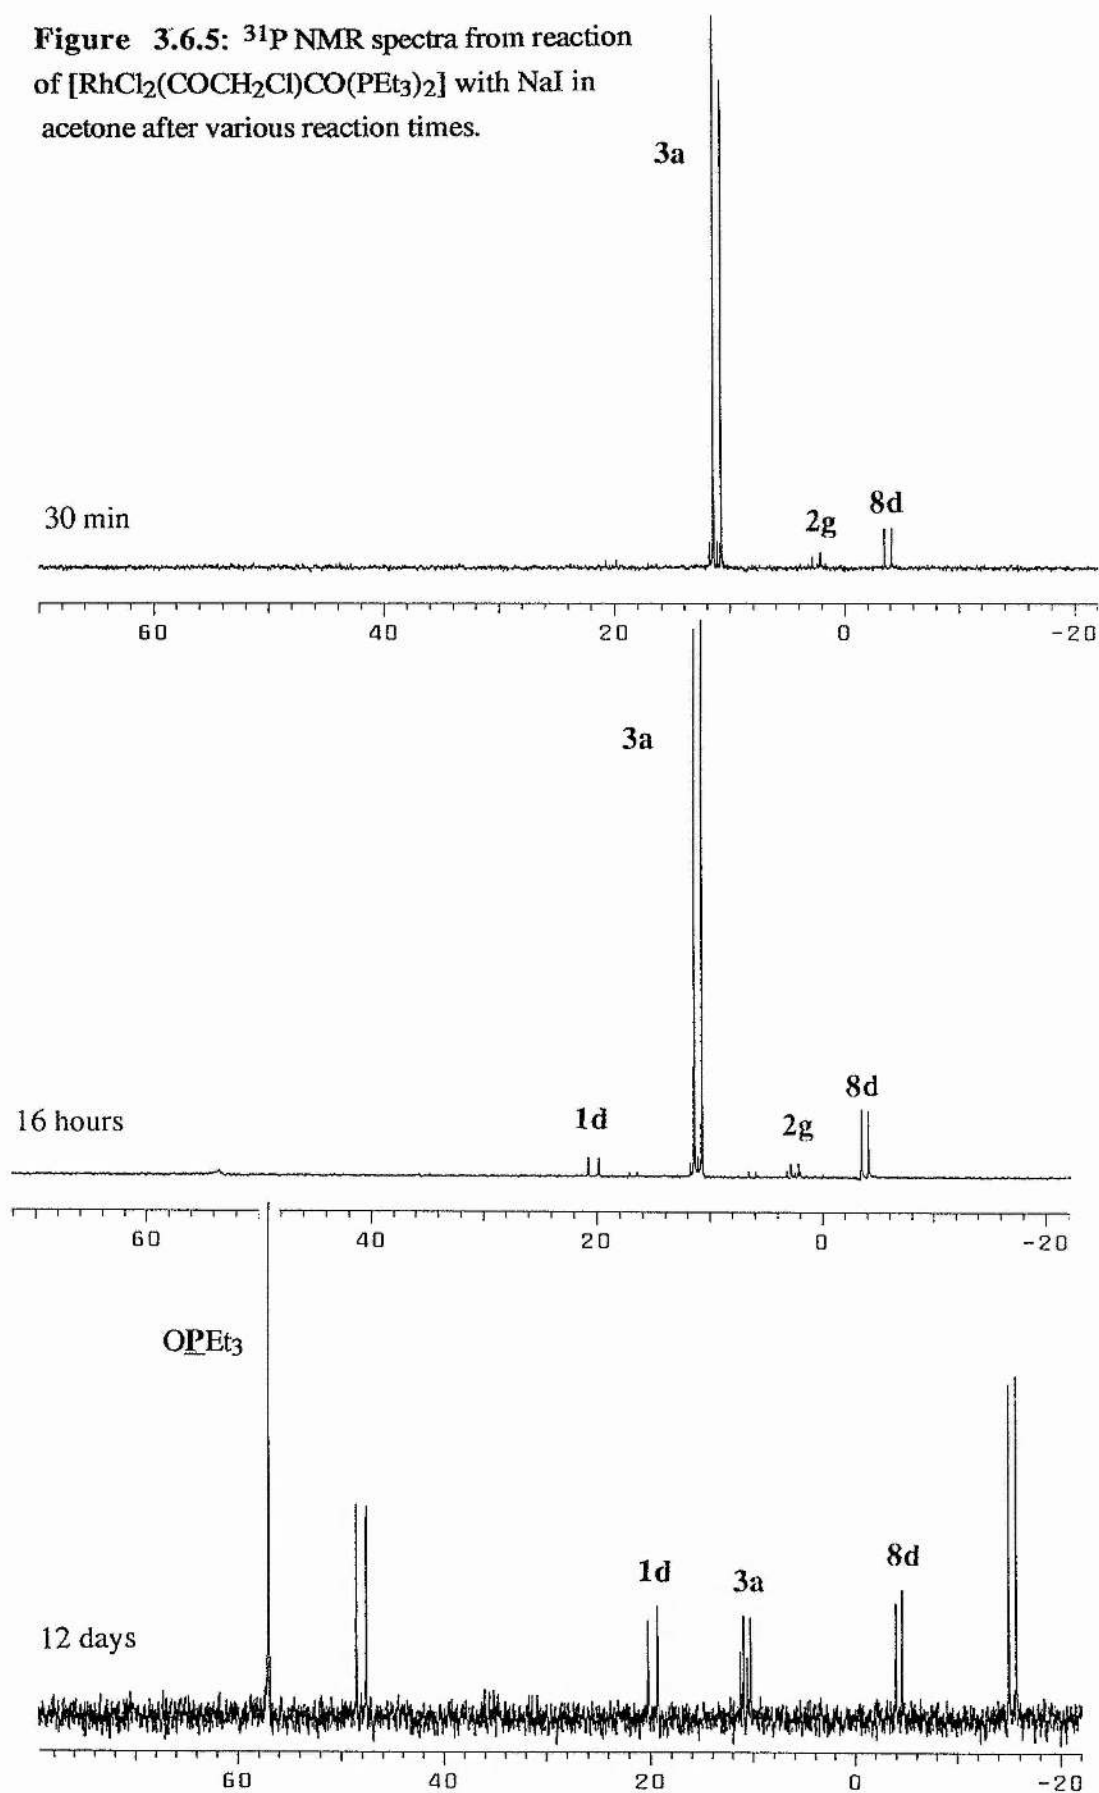 Figure 3.6.5: ³¹P NMR spectra from reaction
of [RhCl₂(COCH₂Cl)CO(PEt₃)₂] with NaI in
acetone after various reaction times.
3a
30 min
2g
8d
60 40 20 0 -20
3a
16 hours
1d
2g
8d
60 40 20 0 -20
OPEt₃
12 days
1d
3a
8d
60 40 20 0 -20